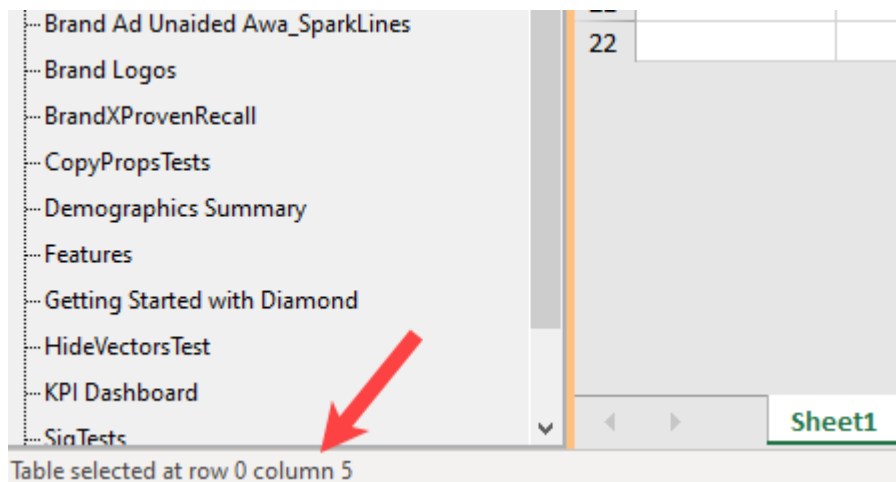 Brand Ad Unaided Awa_SparkLines
Brand Logos
BrandXProvenRecall
CopyPropsTests
Demographics Summary
Features
Getting Started with Diamond
HideVectorsTest
KPI Dashboard
SigTests
Table selected at row 0 column 5
22
Sheet1